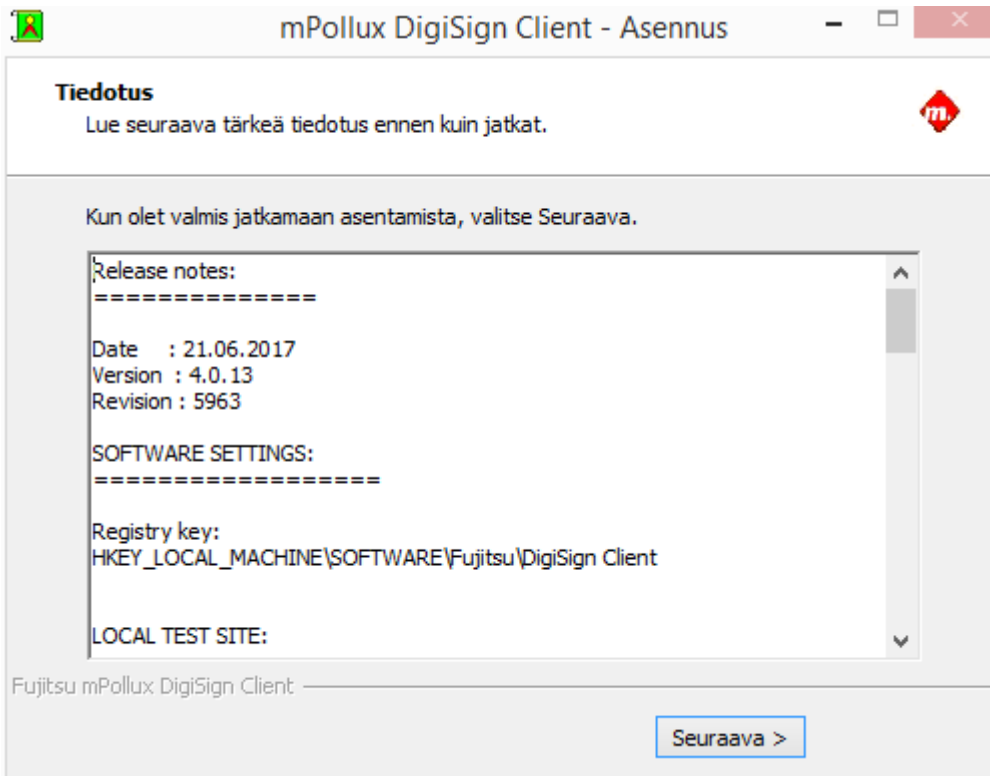 mPollux DigiSign Client - Asennus
Tiedotus
Lue seuraava tärkeä tiedotus ennen kuin jatkat.
m.
Kun olet valmis jatkamaan asentamista, valitse Seuraava.
Release notes:
==============
Date : 21.06.2017
Version : 4.0.13
Revision : 5963
SOFTWARE SETTINGS:
==================
Registry key:
HKEY_LOCAL_MACHINE\SOFTWARE\Fujitsu\DigiSign Client
LOCAL TEST SITE:
Fujitsu mPollux DigiSign Client
Seuraava >